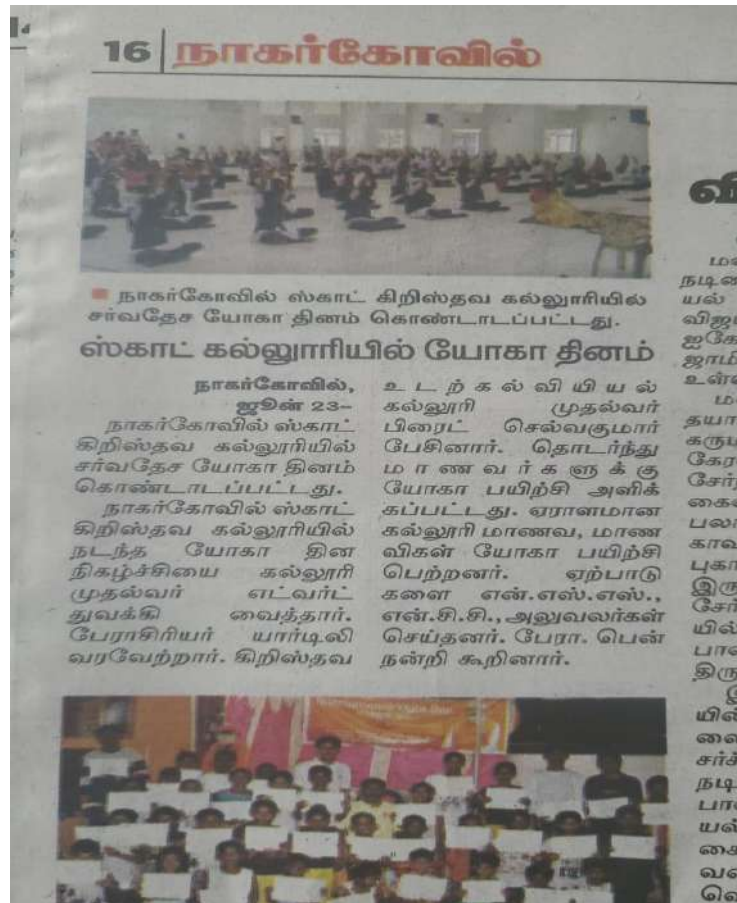 16 நாகர்கோவில்
நாகர்கோவில் ஸ்காட் கிறிஸ்தவ கல்லூரியில்
சர்வதேச யோகா தினம் கொண்டாடப்பட்டது.
ஸ்காட் கல்லூரியில் யோகா தினம்
நாகர்கோவில்,
ஜூன் 23–
நாகர்கோவில் ஸ்காட்
கிறிஸ்தவ கல்லூரியில்
சர்வதேச யோகா தினம்
கொண்டாடப்பட்டது.
நாகர்கோவில் ஸ்காட்
கிறிஸ்தவ கல்லூரியில்
நடந்த யோகா தின
நிகழ்ச்சியை கல்லூரி
முதல்வர் எட்வர்ட்
துவக்கி வைத்தார்.
பேராசிரியர் யார்டிலி
வரவேற்றார். கிறிஸ்தவ
உடற்கல்வியியல்
கல்லூரி முதல்வர்
பிரைட் செல்வகுமார்
பேசினார். தொடர்ந்து
மாணவர்களுக்கு
யோகா பயிற்சி அளிக்
கப்பட்டது. ஏராளமான
கல்லூரி மாணவ, மாண
விகள் யோகா பயிற்சி
பெற்றனர். ஏற்பாடு
களை என்.எஸ்.எஸ்.,
என்.சி.சி., அலுவலர்கள்
செய்தனர். பேரா. பென்
நன்றி கூறினார்.